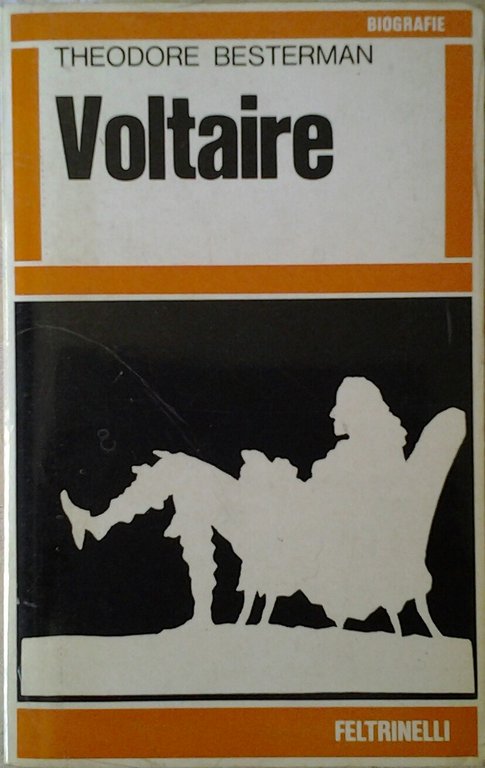 BIOGRAFIE
THEODORE BESTERMAN
Voltaire
FELTRINELLI